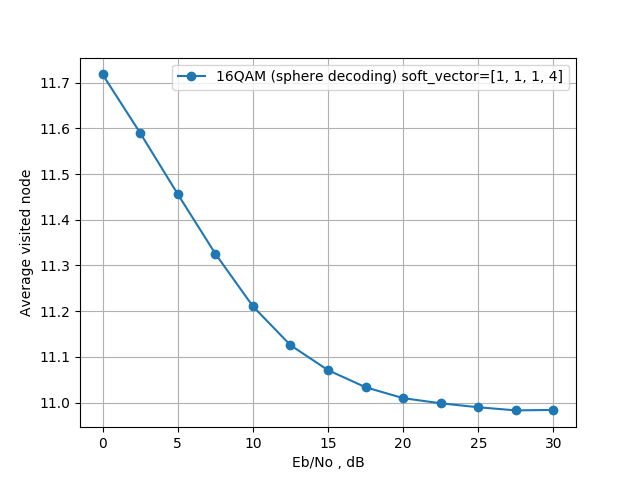 16QAM (sphere decoding) soft_vector=[1, 1, 1, 4]
11.7
11.6
11.5
11.4
11.3
11.2
11.1
11.0
Average visited node
0 5 10 15 20 25 30
Eb/No , dB